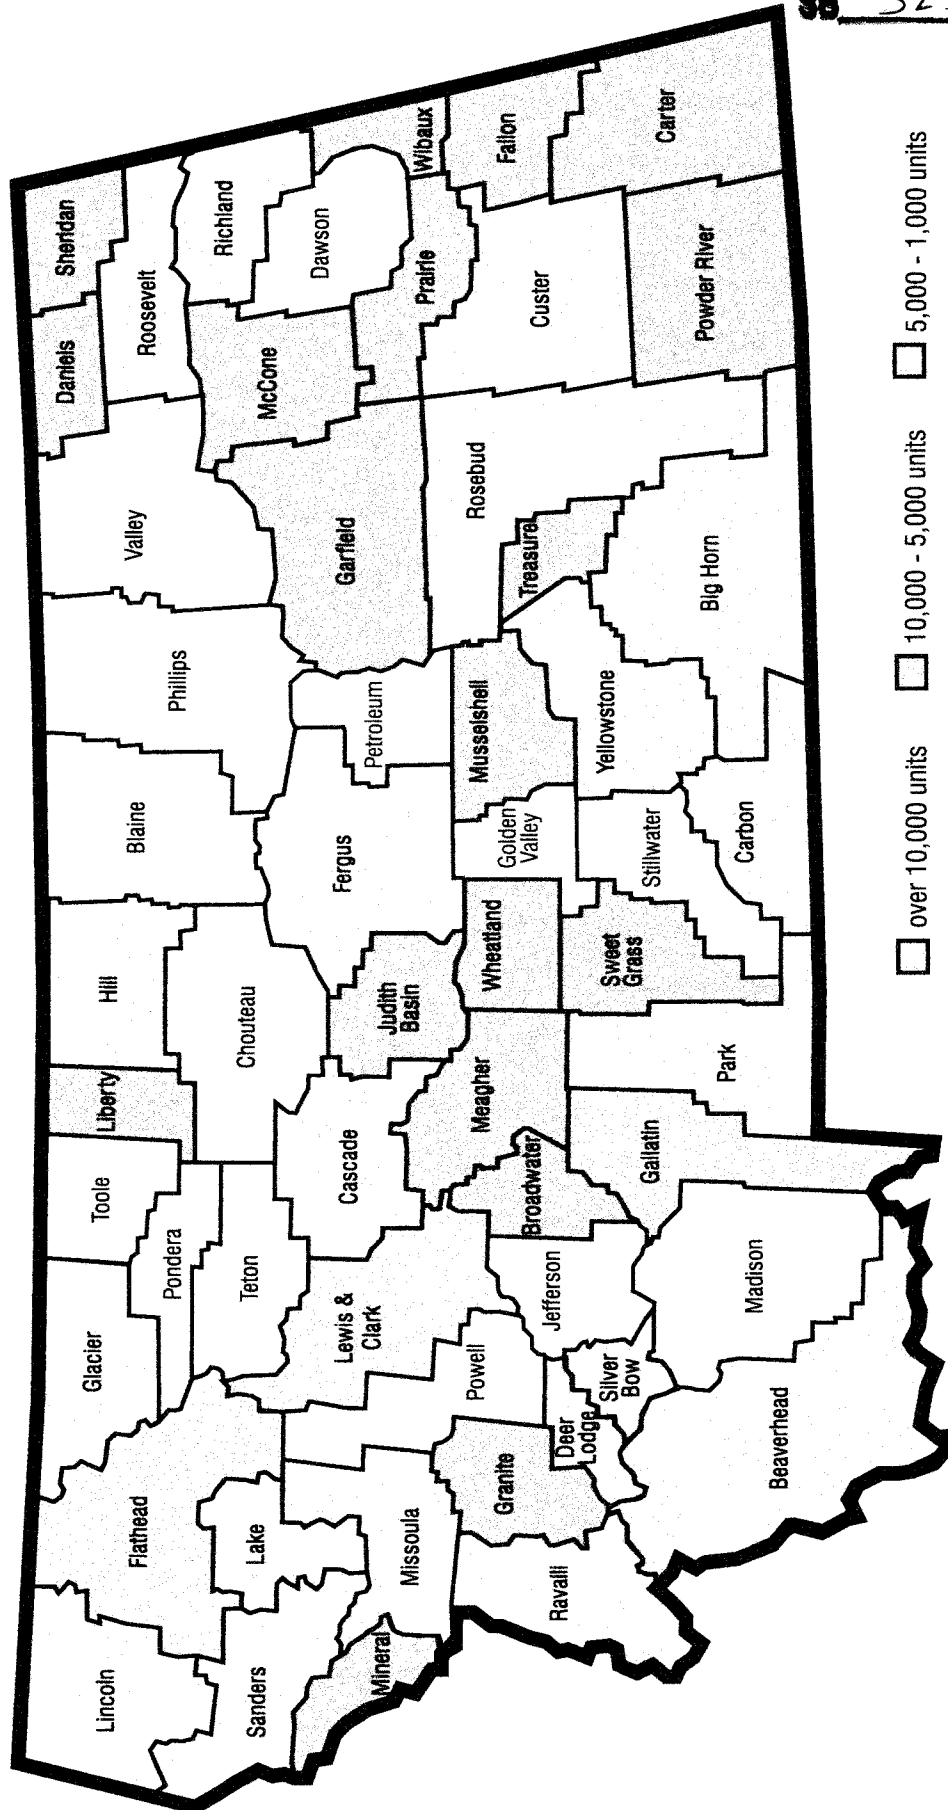 SB 32
Lincoln
Flathead
Glacier
Toole
Liberty
Hill
Blaine
Phillips
Valley
Daniels
Sheridan
Roosevelt
Sanders
Lake
Pondera
Teton
Chouteau
Fergus
Petroleum
Garfield
McCone
Richland
Dawson
Wibaux
Mineral
Missoula
Powell
Lewis &
Clark
Cascade
Judith
Basin
Prairie
Fallon
Ravalli
Granite
Deer
Lodge
Silver
Bow
Jefferson
Broadwater
Meagher
Wheatland
Golden
Valley
Musselshell
Treasure
Rosebud
Custer
Carter
Powder River
Beaverhead
Madison
Gallatin
Park
Sweet
Grass
Stillwater
Carbon
Yellowstone
Big Horn
over 10,000 units
10,000 - 5,000 units
5,000 - 1,000 units